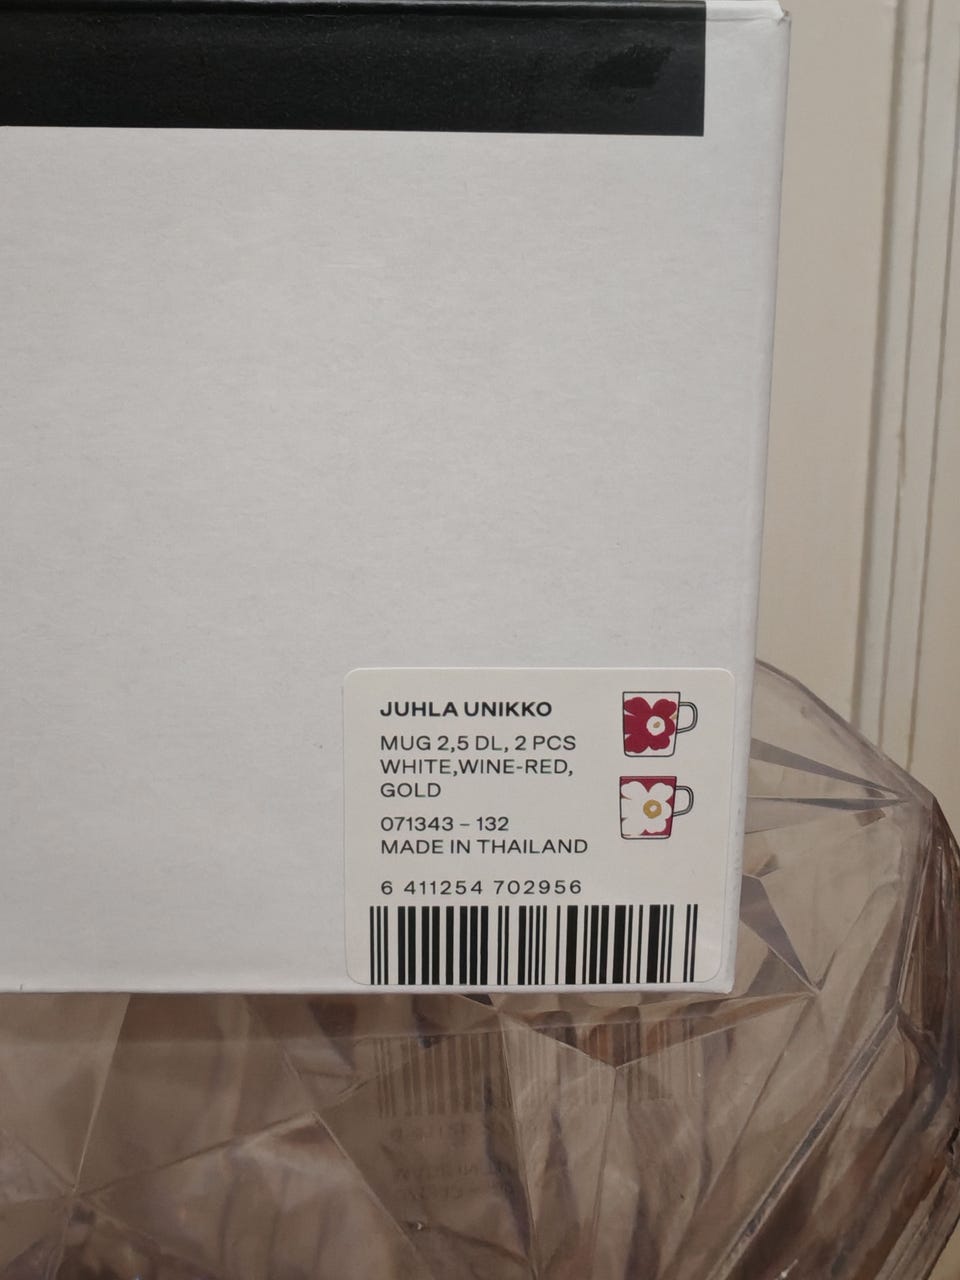 JUHLA UNIKKO
MUG 2,5 DL, 2 PCS
WHITE,WINE-RED,
GOLD
071343 – 132
MADE IN THAILAND
6 411254 702956